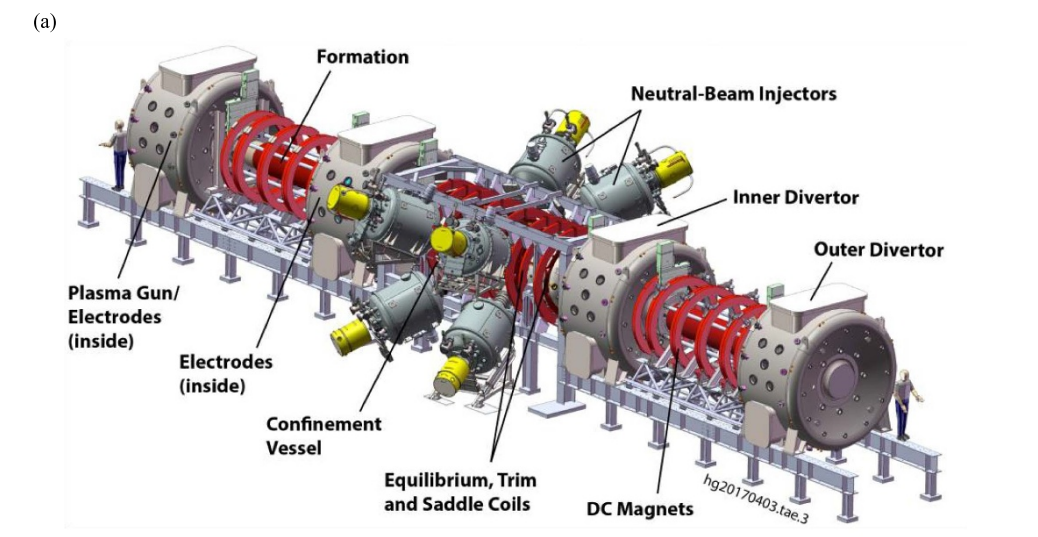 (a)
Formation
Neutral-Beam Injectors
Inner Divertor
Outer Divertor
Plasma Gun/
Electrodes
(inside)
Electrodes
(inside)
Confinement
Vessel
Equilibrium, Trim
and Saddle Coils
DC Magnets
hg20170403.tae.3